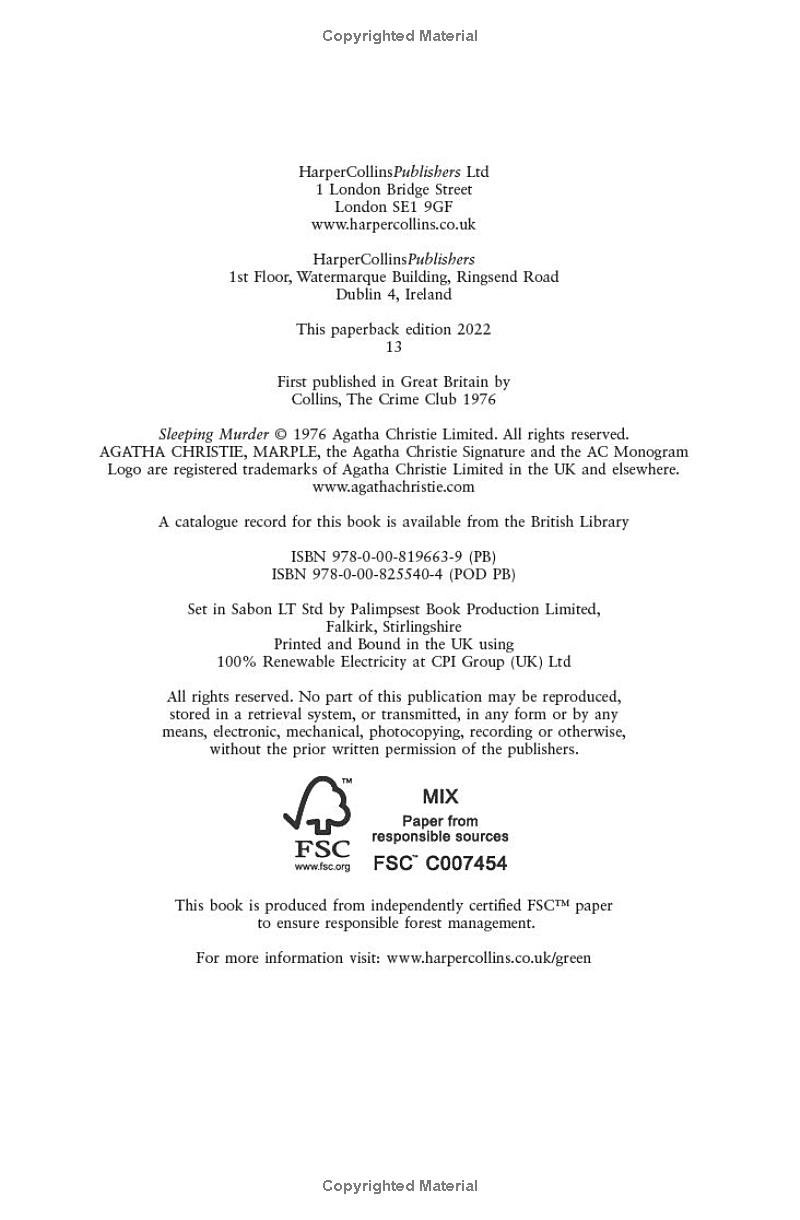 Copyrighted Material
HarperCollinsPublishers Ltd
1 London Bridge Street
London SE1 9GF
www.harpercollins.co.uk
HarperCollinsPublishers
1st Floor, Watermarque Building, Ringsend Road
Dublin 4, Ireland
This paperback edition 2022
13
First published in Great Britain by
Collins, The Crime Club 1976
Sleeping Murder © 1976 Agatha Christie Limited. All rights reserved.
AGATHA CHRISTIE, MARPLE, the Agatha Christie Signature and the AC Monogram
Logo are registered trademarks of Agatha Christie Limited in the UK and elsewhere.
www.agathachristie.com
A catalogue record for this book is available from the British Library
ISBN 978-0-00-819663-9 (PB)
ISBN 978-0-00-825540-4 (POD PB)
Set in Sabon LT Std by Palimpsest Book Production Limited,
Falkirk, Stirlingshire
Printed and Bound in the UK using
100% Renewable Electricity at CPI Group (UK) Ltd
All rights reserved. No part of this publication may be reproduced,
stored in a retrieval system, or transmitted, in any form or by any
means, electronic, mechanical, photocopying, recording or otherwise,
without the prior written permission of the publishers.
™
FSC
www.fsc.org
MIX
Paper from
responsible sources
FSC™ C007454
This book is produced from independently certified FSC™ paper
to ensure responsible forest management.
For more information visit: www.harpercollins.co.uk/green
Copyrighted Material